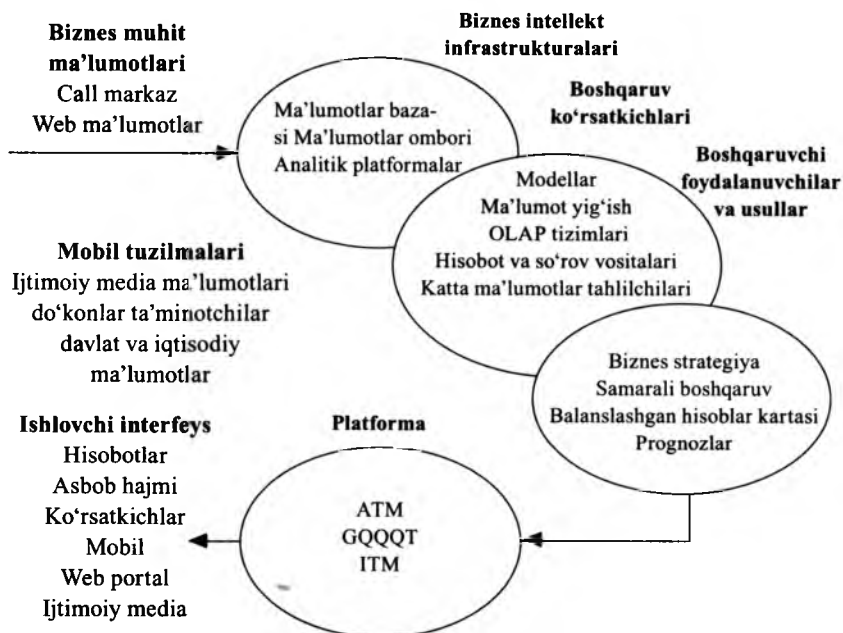 Biznes muhit
ma’lumotlari
Call markaz
Web ma’lumotlar
Biznes intellekt
infrastrukturalari
Ma’lumotlar baza-
si Ma’lumotlar ombori
Analitik platformalar
Boshqaruv
ko‘rsatkichlari
Modellar
Ma’lumot yig‘ish
OLAP tizimlari
Hisobot va so‘rov vositalari
Katta ma’lumotlar tahlilchilari
Boshqaruvchi
foydalanuvchilar
va usullar
Biznes strategiya
Samarali boshqaruv
Balanslashgan hisoblar kartasi
Prognozlar
Mobil tuzilmalari
Ijtimoiy media ma’lumotlari
do‘konlar ta’minotchilar
davlat va iqtisodiy
ma’lumotlar
Platforma
ATM
GQQQT
ITM
Ishlovchi interfeys
Hisobotlar
Asbob hajmi
Ko‘rsatkichlar
Mobil
Web portal
Ijtimoiy media